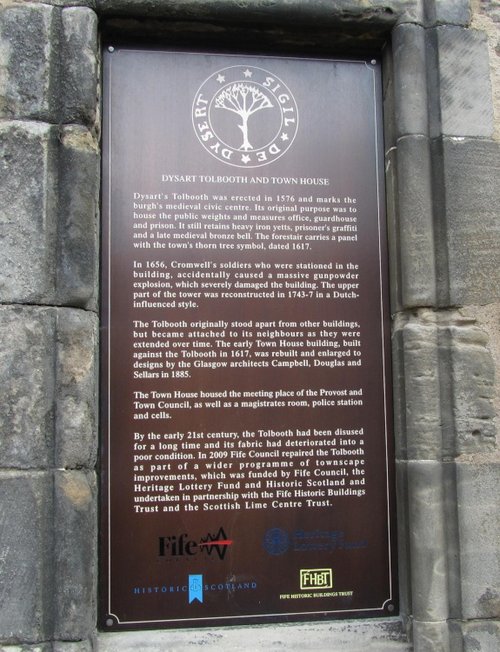 SIGIL DE DYSERT
DYSART TOLBOOTH AND TOWN HOUSE
Dysart's Tolbooth was erected in 1576 and marks the
burgh's medieval civic centre. Its original purpose was to
house the public weights and measures office, guardhouse
and prison. It still retains heavy iron yetts, prisoner's graffiti
and a late medieval bronze bell. The forestair carries a panel
with the town's thorn tree symbol, dated 1617.
In 1656, Cromwell's soldiers who were stationed in the
building, accidentally caused a massive gunpowder
explosion, which severely damaged the building. The upper
part of the tower was reconstructed in 1743-7 in a Dutch-
influenced style.
The Tolbooth originally stood apart from other buildings,
but became attached to its neighbours as they were
extended over time. The early Town House building, built
against the Tolbooth in 1617, was rebuilt and enlarged to
designs by the Glasgow architects Campbell, Douglas and
Sellars in 1885.
The Town House housed the meeting place of the Provost and
Town Council, as well as a magistrates room, police station
and cells.
By the early 21st century, the Tolbooth had been disused
for a long time and its fabric had deteriorated into a
poor condition. In 2009 Fife Council repaired the Tolbooth
as part of a wider programme of townscape
improvements, which was funded by Fife Council, the
Heritage Lottery Fund and Historic Scotland and
undertaken in partnership with the Fife Historic Buildings
Trust and the Scottish Lime Centre Trust.
Fife
Heritage
Lottery Fund
HISTORIC SCOTLAND
FHBT
FIFE HISTORIC BUILDINGS TRUST